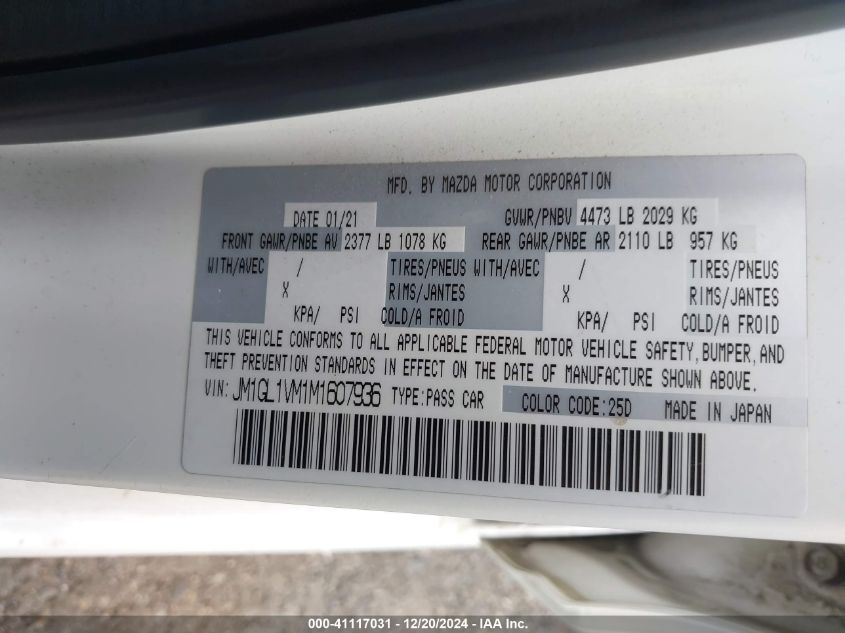 MFD. BY MAZDA MOTOR CORPORATION
DATE 01/21 GVWR/PNBV 4473 LB 2029 KG
FRONT GAWR/PNBE AV 2377 LB 1078 KG REAR GAWR/PNBE AR 2110 LB 957 KG
WITH/AVEC / TIRES/PNEUS WITH/AVEC / TIRES/PNEUS
X RIMS/JANTES X RIMS/JANTES
KPA/ PSI COLD/A FROID KPA/ PSI COLD/A FROID
THIS VEHICLE CONFORMS TO ALL APPLICABLE FEDERAL MOTOR VEHICLE SAFETY, BUMPER, AND
THEFT PREVENTION STANDARDS IN EFFECT ON THE DATE OF MANUFACTURE SHOWN ABOVE.
VIN: JM1GL1VM1M1607936 TYPE: PASS CAR COLOR CODE: 25D MADE IN JAPAN
000-41117031 - 12/20/2024 - IAA Inc.